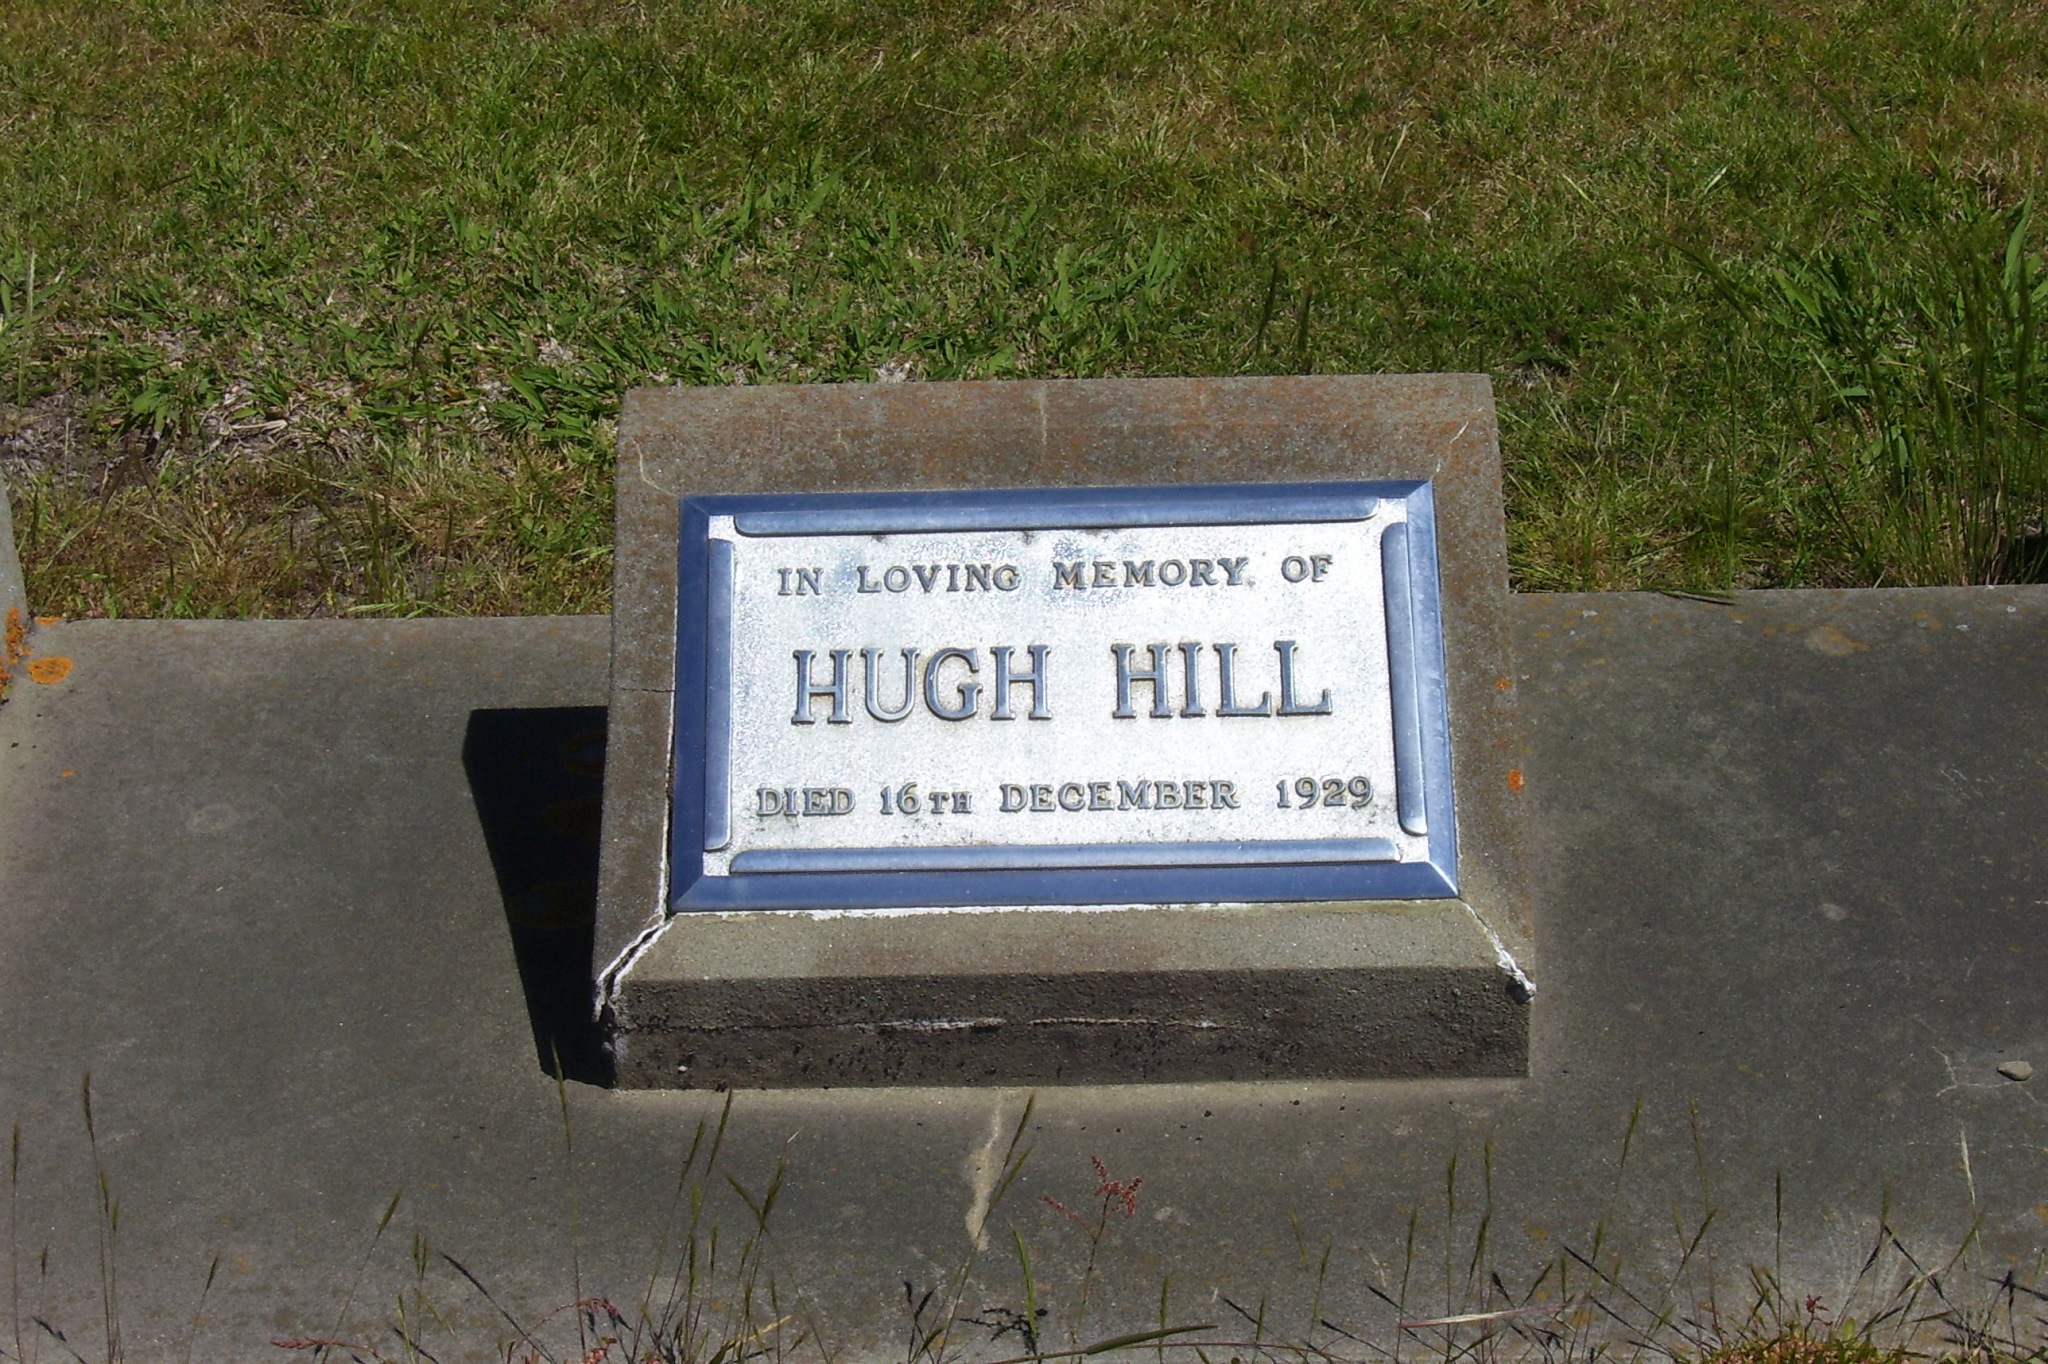 IN LOVING MEMORY OF
HUGH HILL
DIED 16TH DECEMBER 1929